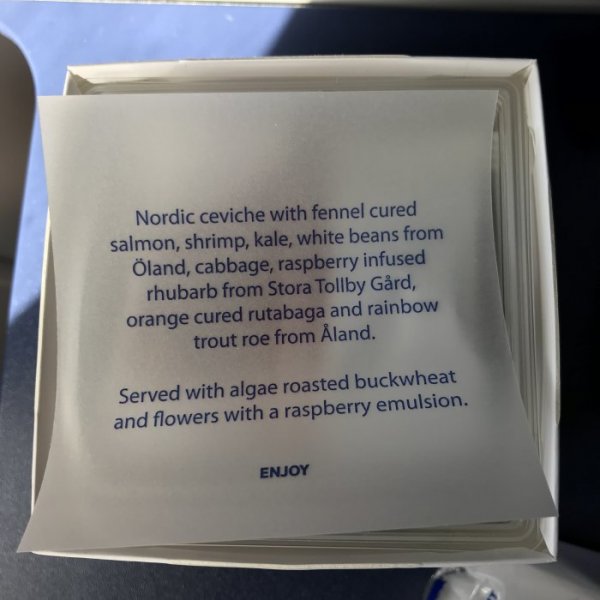 Nordic ceviche with fennel cured
salmon, shrimp, kale, white beans from
Öland, cabbage, raspberry infused
rhubarb from Stora Tollby Gård,
orange cured rutabaga and rainbow
trout roe from Åland.
Served with algae roasted buckwheat
and flowers with a raspberry emulsion.
ENJOY